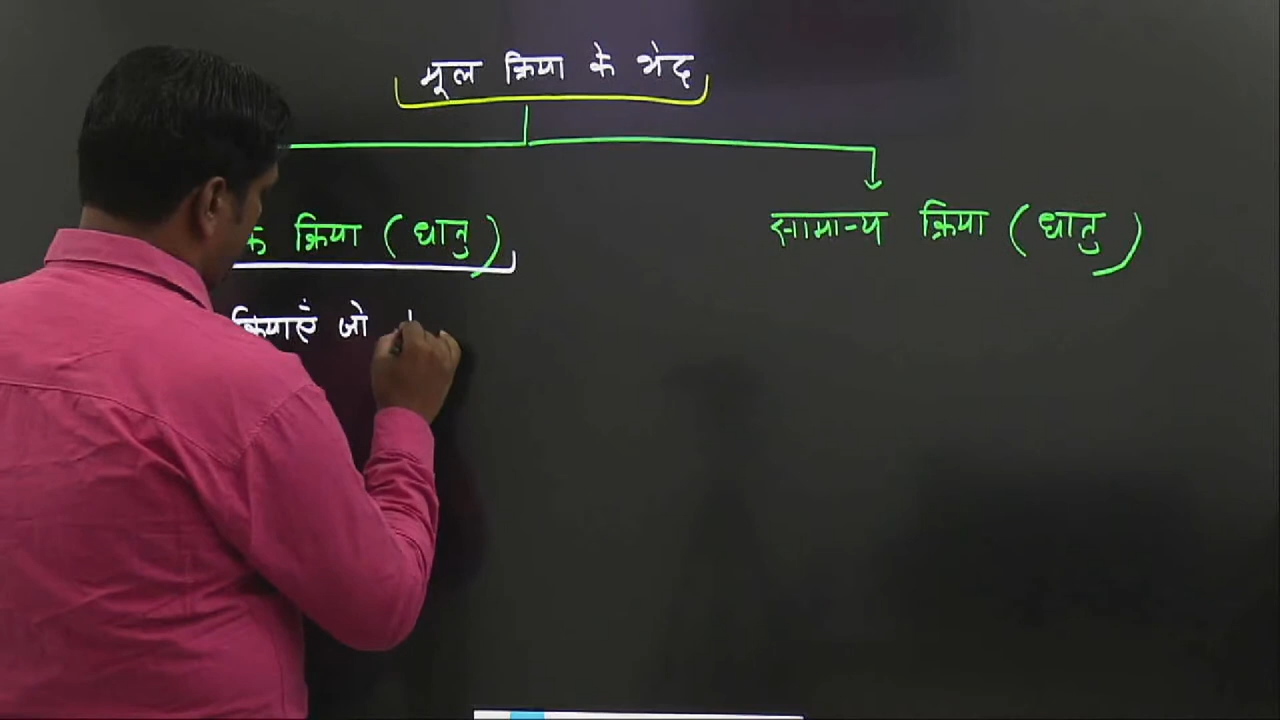 मूल क्रिया के भेद
क्रिया (धातु)
सामान्य क्रिया (धातु)
क्रियाएं जो